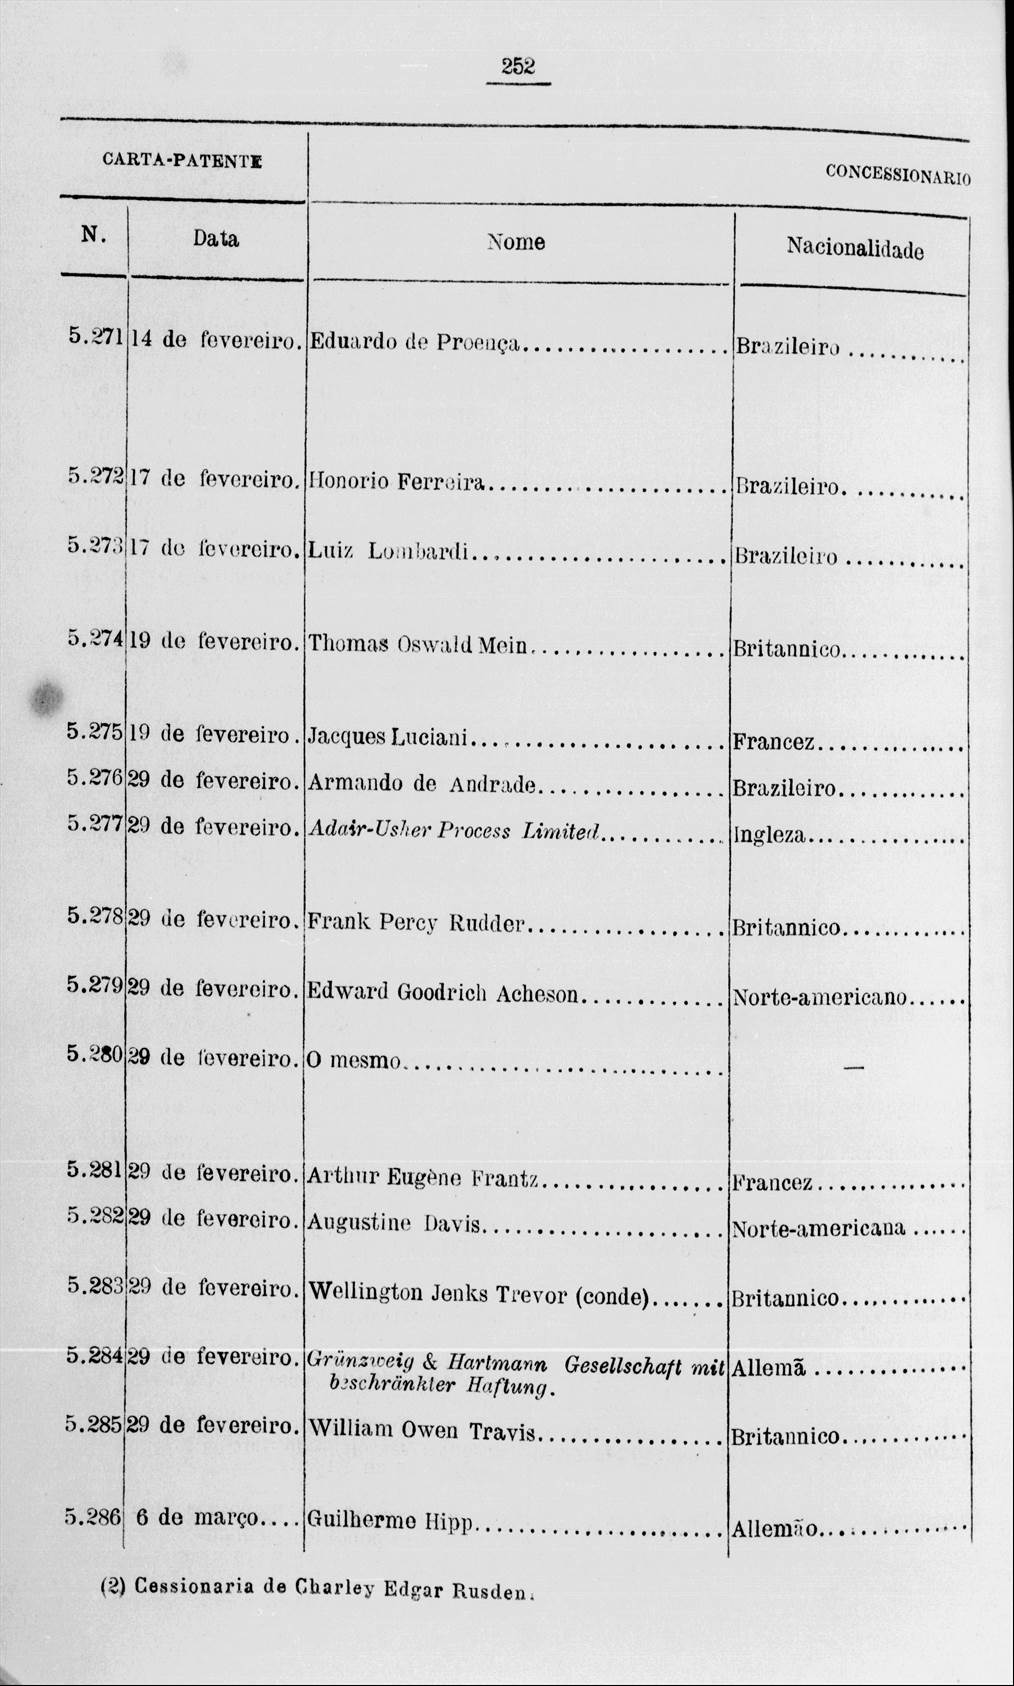 252
CARTA-PATENTE CONCESSIONARIO
N. Data Nome Nacionalidade
5.271 14 de fevereiro. Eduardo de Proença.................... Brazileiro ............
5.272 17 de fevereiro. Honorio Ferreira........................ Brazileiro. ............
5.273 17 de fevereiro. Luiz Lombardi......................... Brazileiro .............
5.274 19 de fevereiro. Thomas Oswald Mein.................... Britannico..............
5.275 19 de fevereiro. Jacques Luciani........................ Francez................
5.276 29 de fevereiro. Armando de Andrade................... Brazileiro..............
5.277 29 de fevereiro. Adair-Usher Process Limited............. Ingleza.................
5.278 29 de fevereiro. Frank Percy Rudder.................... Britannico..............
5.279 29 de fevereiro. Edward Goodrich Acheson.............. Norte-americano......
5.280 29 de fevereiro. O mesmo.............................. —
5.281 29 de fevereiro. Arthur Eugène Frantz.................. Francez................
5.282 29 de fevereiro. Augustine Davis........................ Norte-americana ......
5.283 29 de fevereiro. Wellington Jenks Trevor (conde)....... Britannico..............
5.284 29 de fevereiro. Grünzweig & Hartmann Gesellschaft mit Allemã ................
beschränkter Haftung.
5.285 29 de fevereiro. William Owen Travis................... Britannico..............
5.286 6 de março.... Guilherme Hipp......................... Allemão................
(2) Cessionaria de Charley Edgar Rusden.